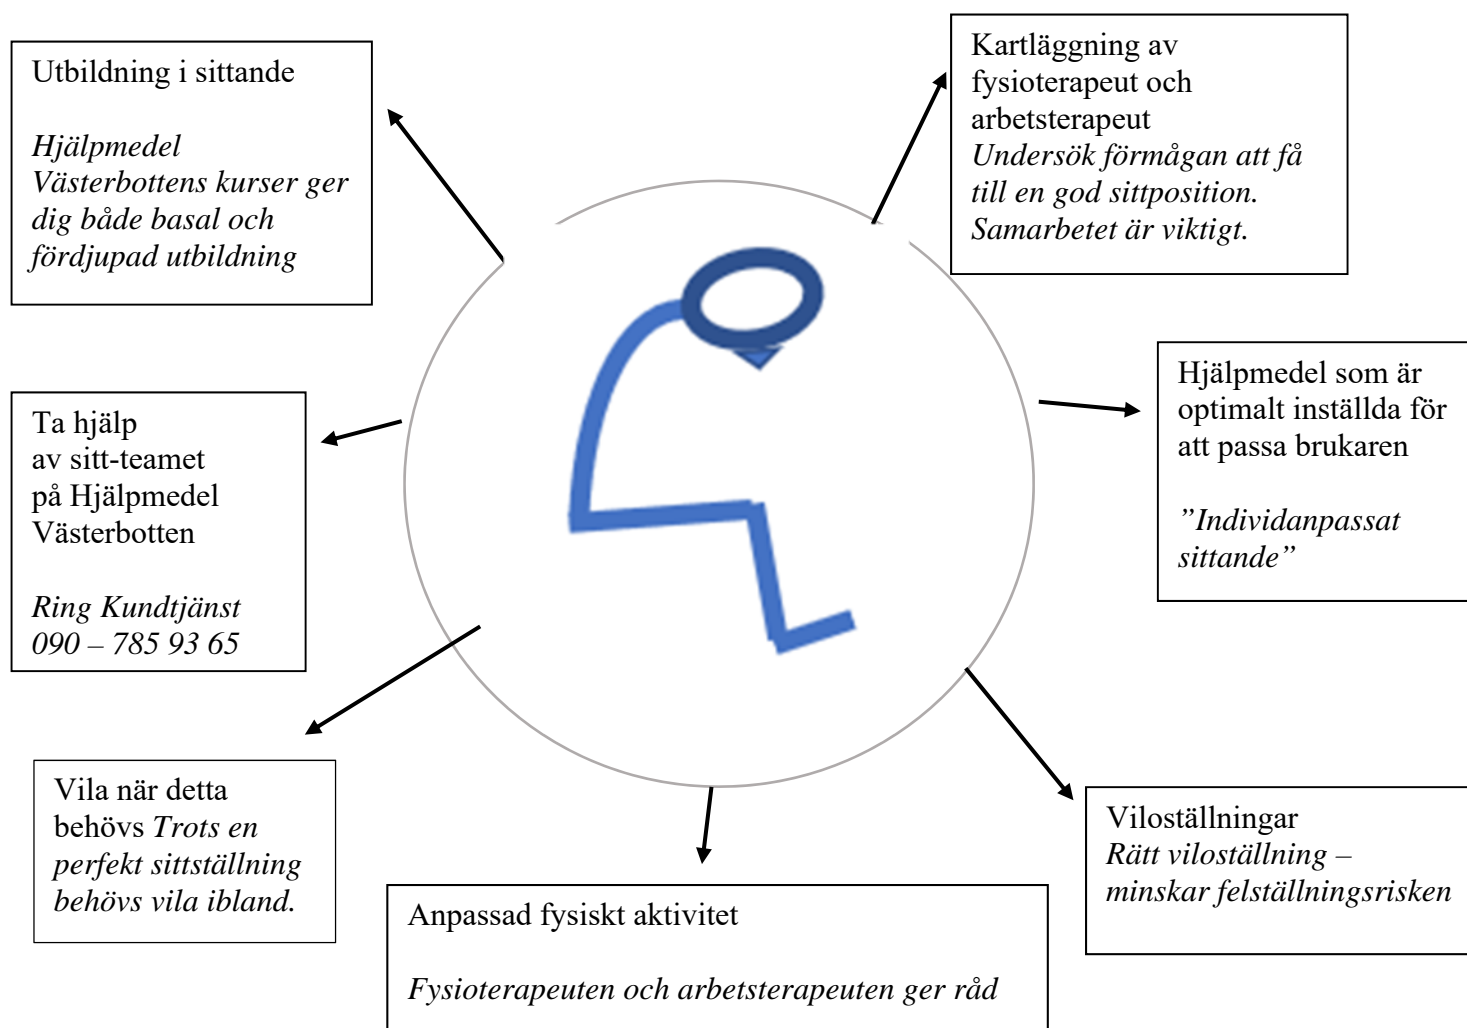 Utbildning i sittande
Hjälpmedel
Västerbottens kurser ger
dig både basal och
fördjupad utbildning
Kartläggning av
fysioterapeut och
arbetsterapeut
Undersök förmågan att få
till en god sittposition.
Samarbetet är viktigt.
Ta hjälp
av sitt-teamet
på Hjälpmedel
Västerbotten
Ring Kundtjänst
090 – 785 93 65
Hjälpmedel som är
optimalt inställda för
att passa brukaren
”Individanpassat
sittande”
Vila när detta
behövs Trots en
perfekt sittställning
behövs vila ibland.
Anpassad fysiskt aktivitet
Fysioterapeuten och arbetsterapeuten ger råd
Viloställningar
Rätt viloställning –
minskar felställningsrisken